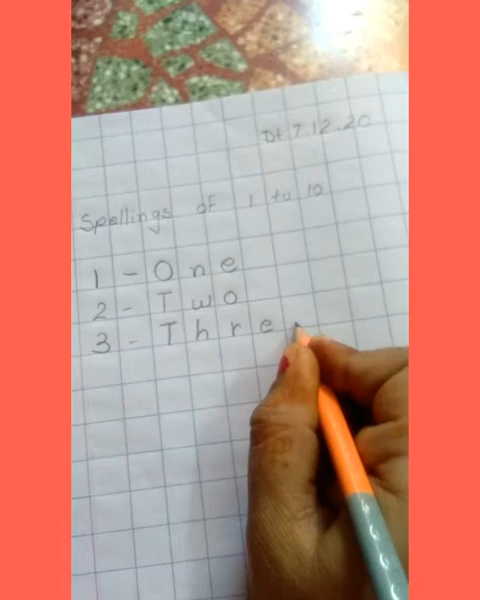 Dt 7.12.20
Spellings of 1 to 10
1 - One
2 - Two
3 - Thre